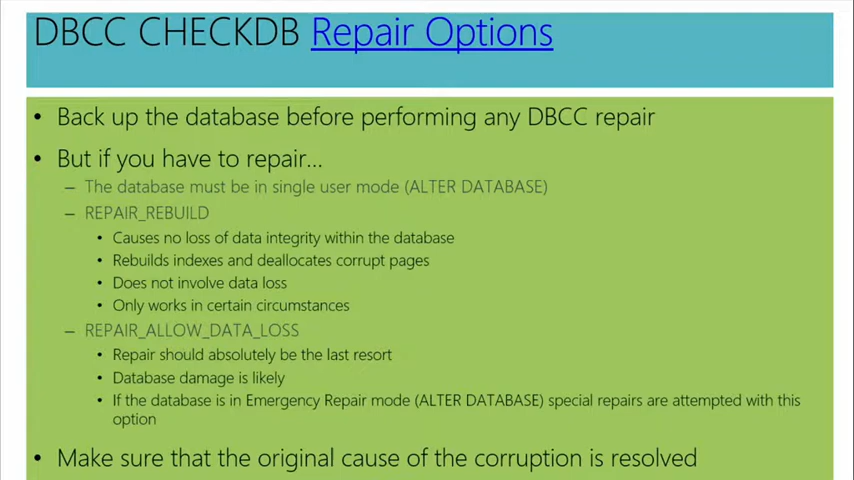 DBCC CHECKDB Repair Options
• Back up the database before performing any DBCC repair
• But if you have to repair...
– The database must be in single user mode (ALTER DATABASE)
– REPAIR_REBUILD
• Causes no loss of data integrity within the database
• Rebuilds indexes and deallocates corrupt pages
• Does not involve data loss
• Only works in certain circumstances
– REPAIR_ALLOW_DATA_LOSS
• Repair should absolutely be the last resort
• Database damage is likely
• If the database is in Emergency Repair mode (ALTER DATABASE) special repairs are attempted with this
option
• Make sure that the original cause of the corruption is resolved